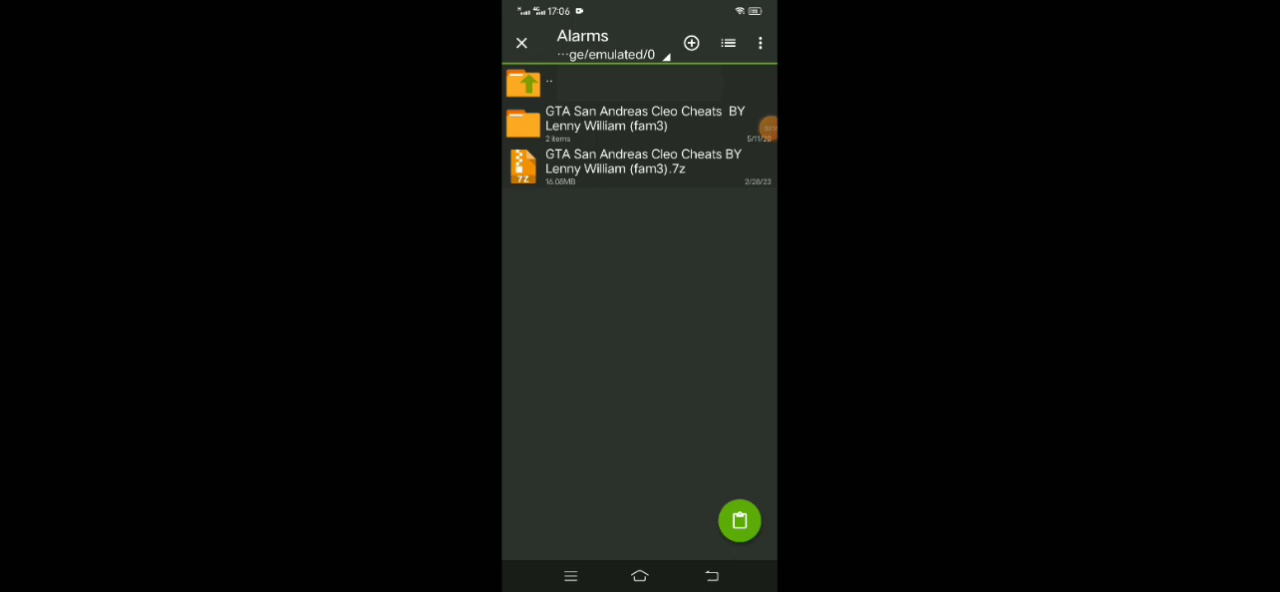 17:06
Alarms
···ge/emulated/0
..
GTA San Andreas Cleo Cheats BY
Lenny William (fam3)
2 items
GTA San Andreas Cleo Cheats BY
Lenny William (fam3).7z
7Z
16.08MB
2/28/23